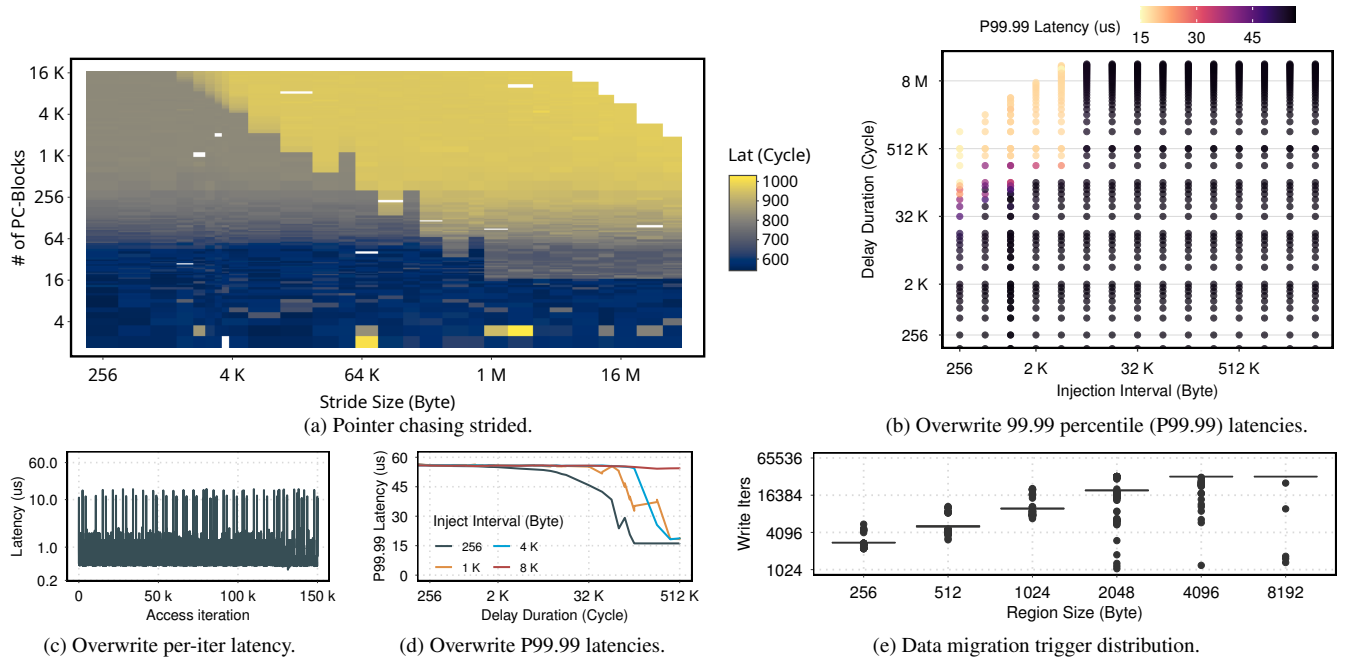 16 K
4 K
1 K
256
64
16
4
# of PC-Blocks
256
4 K
64 K
1 M
16 M
Stride Size (Byte)
Lat (Cycle)
1000
900
800
700
600
(a) Pointer chasing strided.
P99.99 Latency (us)
15
30
45
8 M
512 K
32 K
2 K
256
Delay Duration (Cycle)
256
2 K
32 K
512 K
Injection Interval (Byte)
(b) Overwrite 99.99 percentile (P99.99) latencies.
60.0
10.0
1.0
0.2
Latency (us)
0
50 k
100 k
150 k
Access iteration
(c) Overwrite per-iter latency.
60
45
30
15
0
P99.99 Latency (us)
Inject Interval (Byte)
256
4 K
1 K
8 K
256
2 K
32 K
512 K
Delay Duration (Cycle)
(d) Overwrite P99.99 latencies.
65536
16384
4096
1024
Write Iters
256
512
1024
2048
4096
8192
Region Size (Byte)
(e) Data migration trigger distribution.